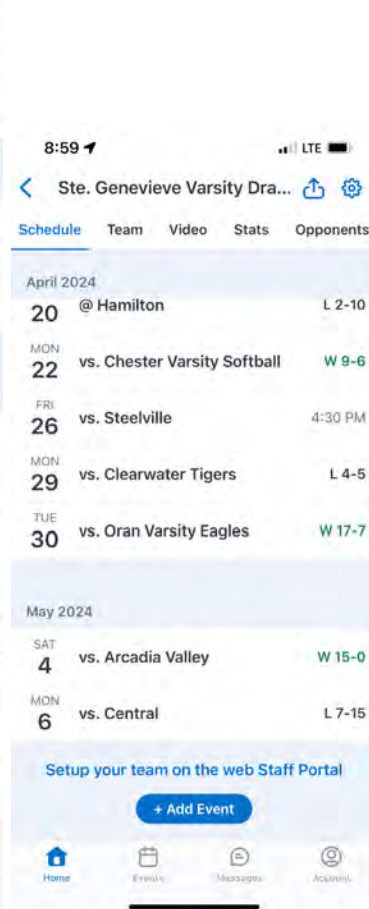 8:59 LTE
Ste. Genevieve Varsity Dra...
Schedule Team Video Stats Opponents
April 2024
20 @ Hamilton L 2-10
MON
22 vs. Chester Varsity Softball W 9-6
FRI
26 vs. Steelville 4:30 PM
MON
29 vs. Clearwater Tigers L 4-5
TUE
30 vs. Oran Varsity Eagles W 17-7
May 2024
SAT
4 vs. Arcadia Valley W 15-0
MON
6 vs. Central L 7-15
Setup your team on the web Staff Portal
+ Add Event
Home Events Messages Account